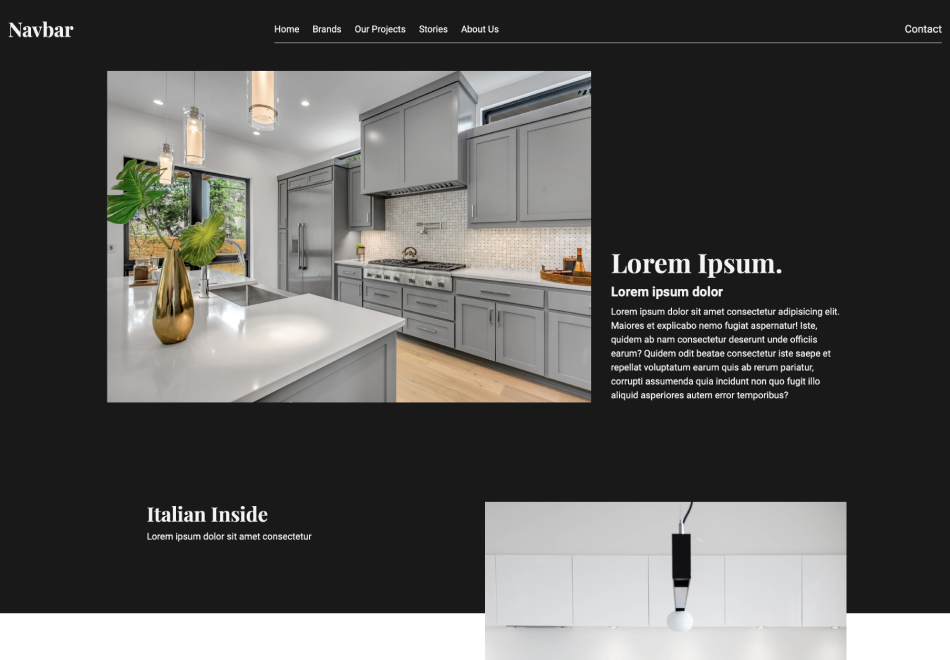 Navbar
Home Brands Our Projects Stories About Us
Contact
Lorem Ipsum.
Lorem ipsum dolor
Lorem ipsum dolor sit amet consectetur adipisicing elit.
Maiores et explicabo nemo fugiat aspernatur! Iste,
quidem ab nam consectetur deserunt unde officiis
earum? Quidem odit beatae consectetur iste saepe et
repellat voluptatum earum quis ab rerum pariatur,
corrupti assumenda quia incidunt non quo fugit illo
aliquid asperiores autem error temporibus?
Italian Inside
Lorem ipsum dolor sit amet consectetur